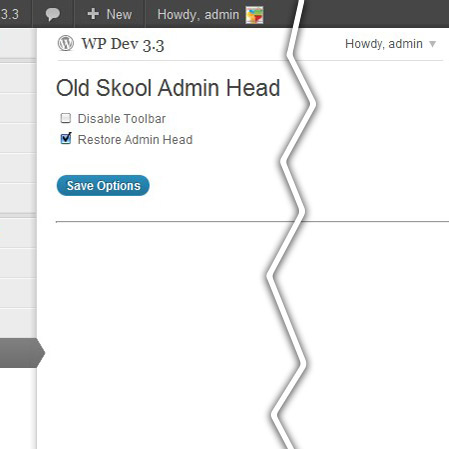 3.3 New Howdy, admin
WP Dev 3.3 Howdy, admin
Old Skool Admin Head
Disable Toolbar
Restore Admin Head
Save Options